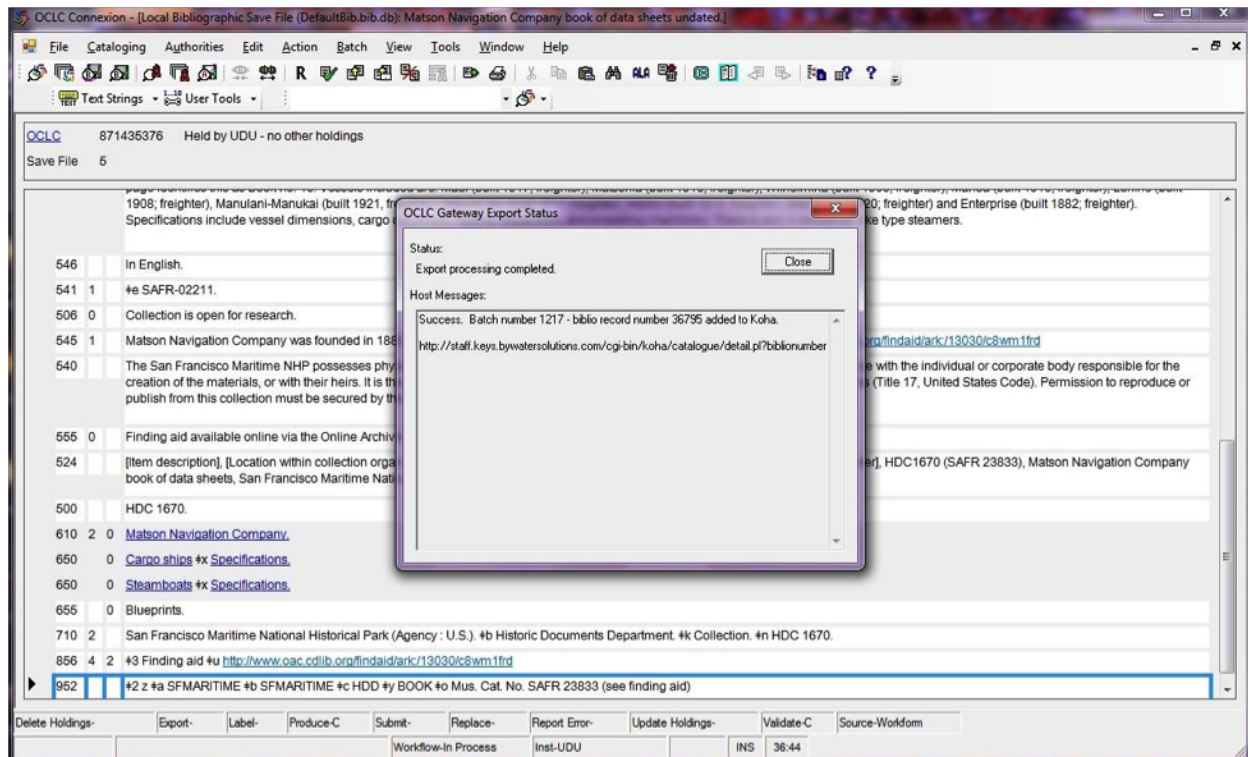 OCLC Connexion - [Local Bibliographic Save File (DefaultBib.bib.db): Matson Navigation Company book of data sheets undated.]
File Cataloging Authorities Edit Action Batch View Tools Window Help
Text Strings User Tools
OCLC 871435376 Held by UDU - no other holdings
Save File 5
1908; freighter), Manulani-Manukai (built 1921, 20; freighter) and Enterprise (built 1882; freighter).
Specifications include vessel dimensions, cargo ke type steamers.
546 In English.
541 1 ‡e SAFR-02211.
506 0 Collection is open for research.
545 1 Matson Navigation Company was founded in 188 org/findaid/ark:/13030/c8wm1frd
540 The San Francisco Maritime NHP possesses phy e with the individual or corporate body responsible for the
creation of the materials, or with their heirs. It is th s (Title 17, United States Code). Permission to reproduce or
publish from this collection must be secured by th
555 0 Finding aid available online via the Online Archiv
524 [Item description], [Location within collection orga er], HDC1670 (SAFR 23833), Matson Navigation Company
book of data sheets, San Francisco Maritime Nati
500 HDC 1670.
610 2 0 Matson Navigation Company.
650 0 Cargo ships ‡x Specifications.
650 0 Steamboats ‡x Specifications.
655 0 Blueprints.
710 2 San Francisco Maritime National Historical Park (Agency : U.S.). ‡b Historic Documents Department. ‡k Collection. ‡n HDC 1670.
856 4 2 ‡3 Finding aid ‡u http://www.oac.cdlib.org/findaid/ark:/13030/c8wm1frd
952 ‡2 z ‡a SFMARITIME ‡b SFMARITIME ‡c HDD ‡y BOOK ‡o Mus. Cat. No. SAFR 23833 (see finding aid)
OCLC Gateway Export Status
Status:
Export processing completed.
Close
Host Messages:
Success. Batch number 1217 - biblio record number 36795 added to Koha.
http://staff.keys.bywatersolutions.com/cgi-bin/koha/catalogue/detail.pl?biblionumber
Delete Holdings- Export- Label- Produce-C Submit- Replace- Report Error- Update Holdings- Validate-C Source-Workform
Workflow-In Process Inst-UDU INS 36:44